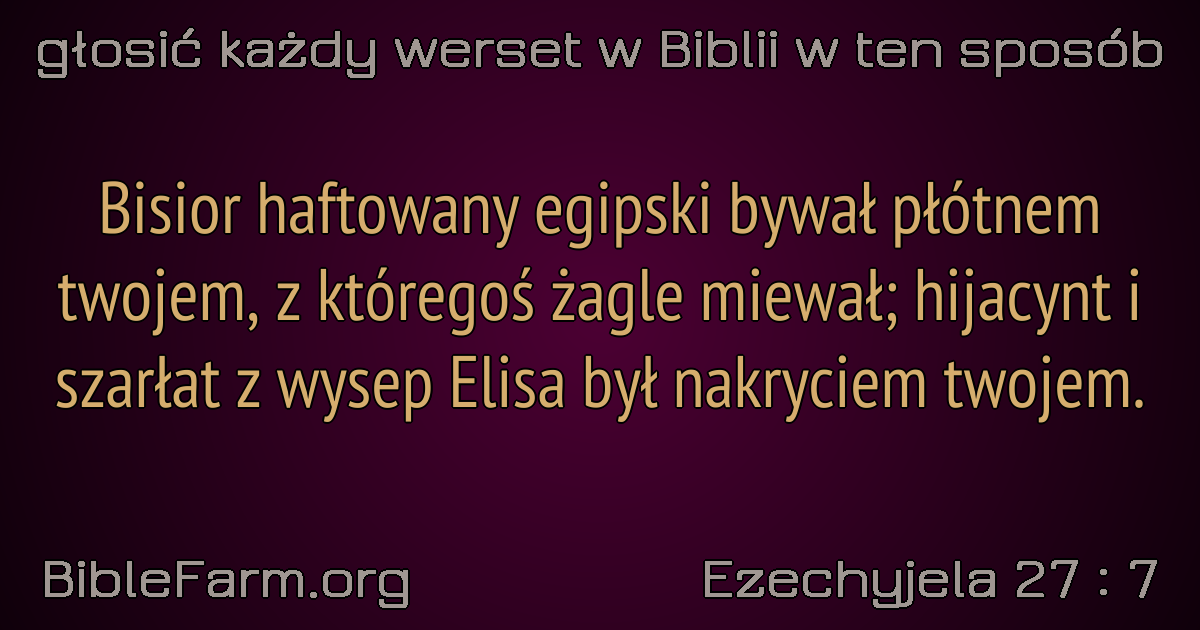 głosić każdy werset w Biblii w ten sposób
Bisior haftowany egipski bywał płótnem
twojem, z któregoś żagle miewał; hijacynt i
szarłat z wysep Elisa był nakryciem twojem.
BibleFarm.org
Ezechyjela 27 : 7